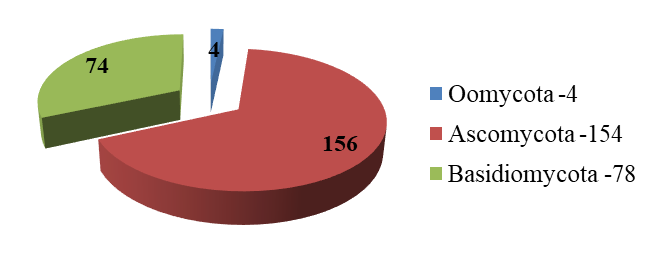 4
74
156
Oomycota -4
Ascomycota -154
Basidiomycota -78